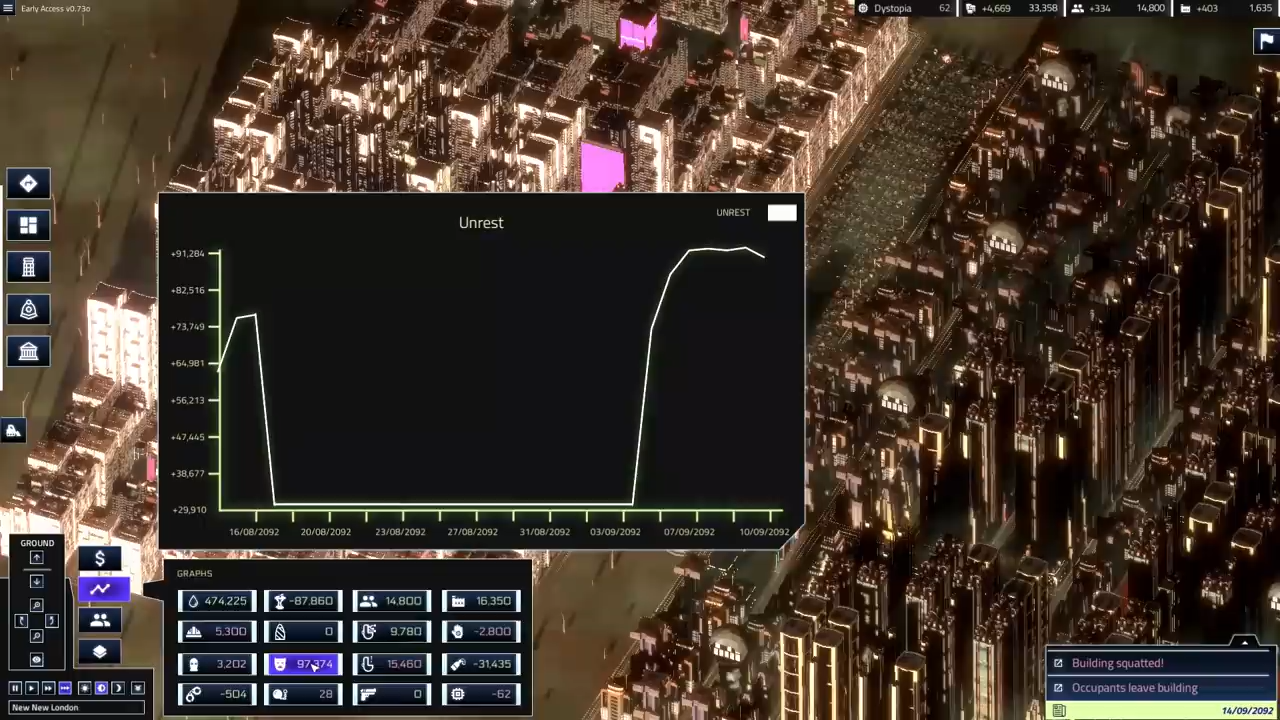 Early Access v0.73o
Dystopia 62 +4,669 33,358 +334 14,800 +403 1,635
UNREST
Unrest
+91,284
+82,516
+73,749
+64,981
+56,213
+47,445
+38,677
+29,910
16/08/2092 20/08/2092 23/08/2092 27/08/2092 31/08/2092 03/09/2092 07/09/2092 10/09/2092
GROUND
$
GRAPHS
474,225 -87,860 14,800 16,350
5,300 0 9,780 -2,800
3,202 97,374 15,460 -31,435
-504 28 0 -62
New New London
Building squatted!
Occupants leave building
14/09/2092